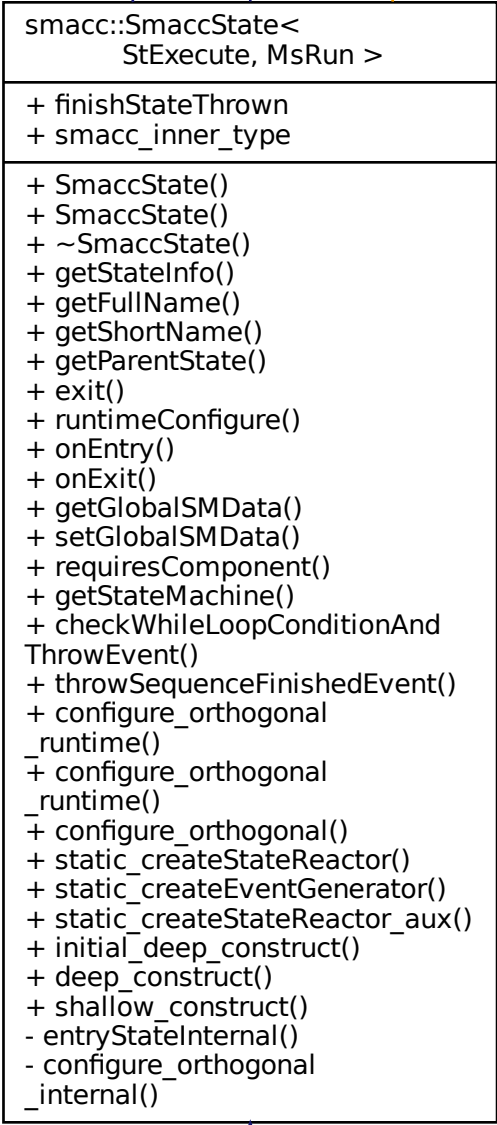 smacc::SmaccState<
StExecute, MsRun >
+ finishStateThrown
+ smacc_inner_type
+ SmaccState()
+ SmaccState()
+ ~SmaccState()
+ getStateInfo()
+ getFullName()
+ getShortName()
+ getParentState()
+ exit()
+ runtimeConfigure()
+ onEntry()
+ onExit()
+ getGlobalSMData()
+ setGlobalSMData()
+ requiresComponent()
+ getStateMachine()
+ checkWhileLoopConditionAnd
ThrowEvent()
+ throwSequenceFinishedEvent()
+ configure_orthogonal
_runtime()
+ configure_orthogonal
_runtime()
+ configure_orthogonal()
+ static_createStateReactor()
+ static_createEventGenerator()
+ static_createStateReactor_aux()
+ initial_deep_construct()
+ deep_construct()
+ shallow_construct()
- entryStateInternal()
- configure_orthogonal
_internal()